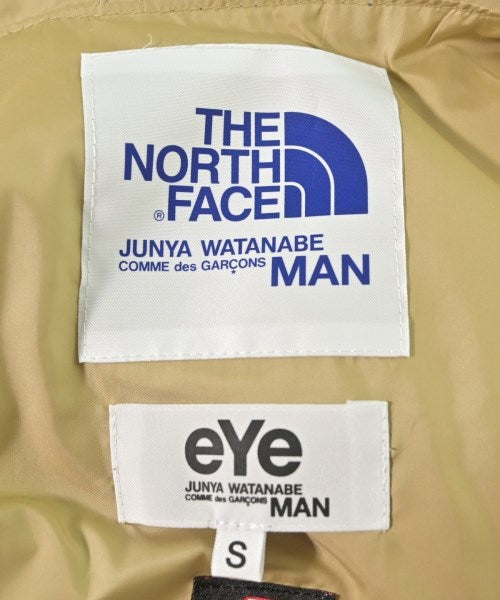 THE
NORTH
® FACE
JUNYA WATANABE
COMME des GARÇONS MAN
eYe
JUNYA WATANABE
COMME des GARÇONS MAN
S